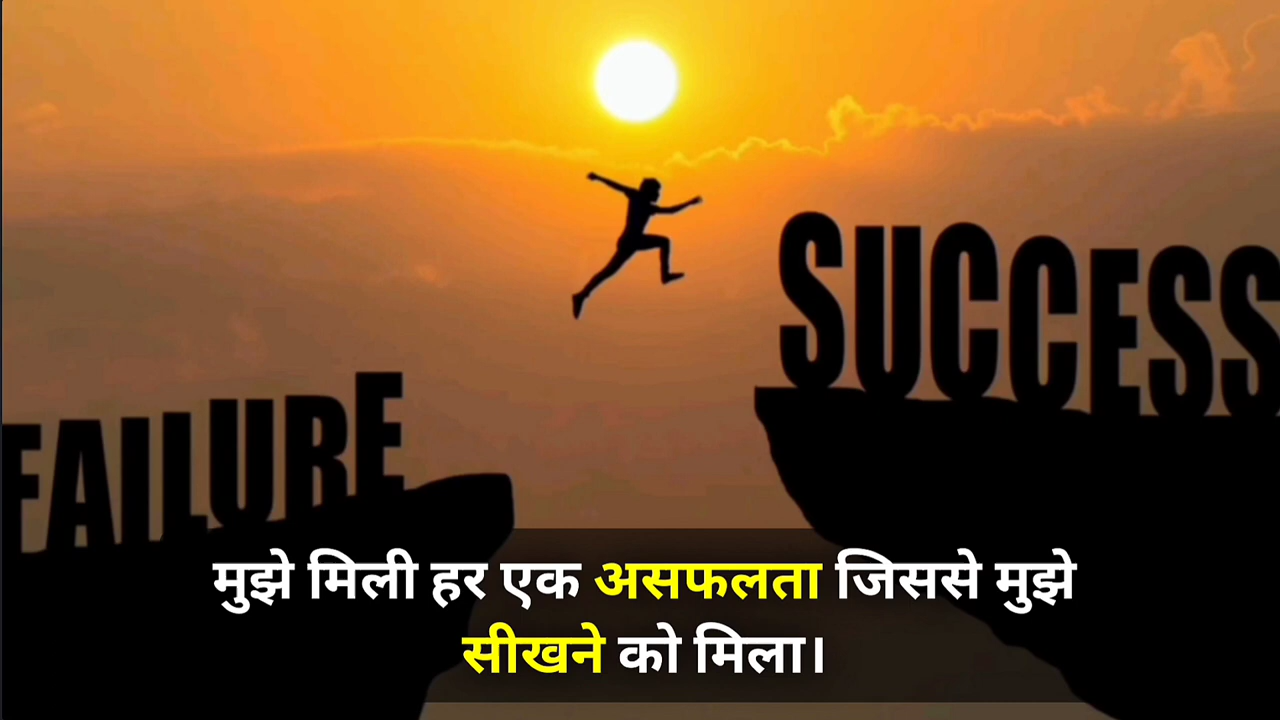 SUCCESS
FAILURE
मुझे मिली हर एक असफलता जिससे मुझे
सीखने को मिला।